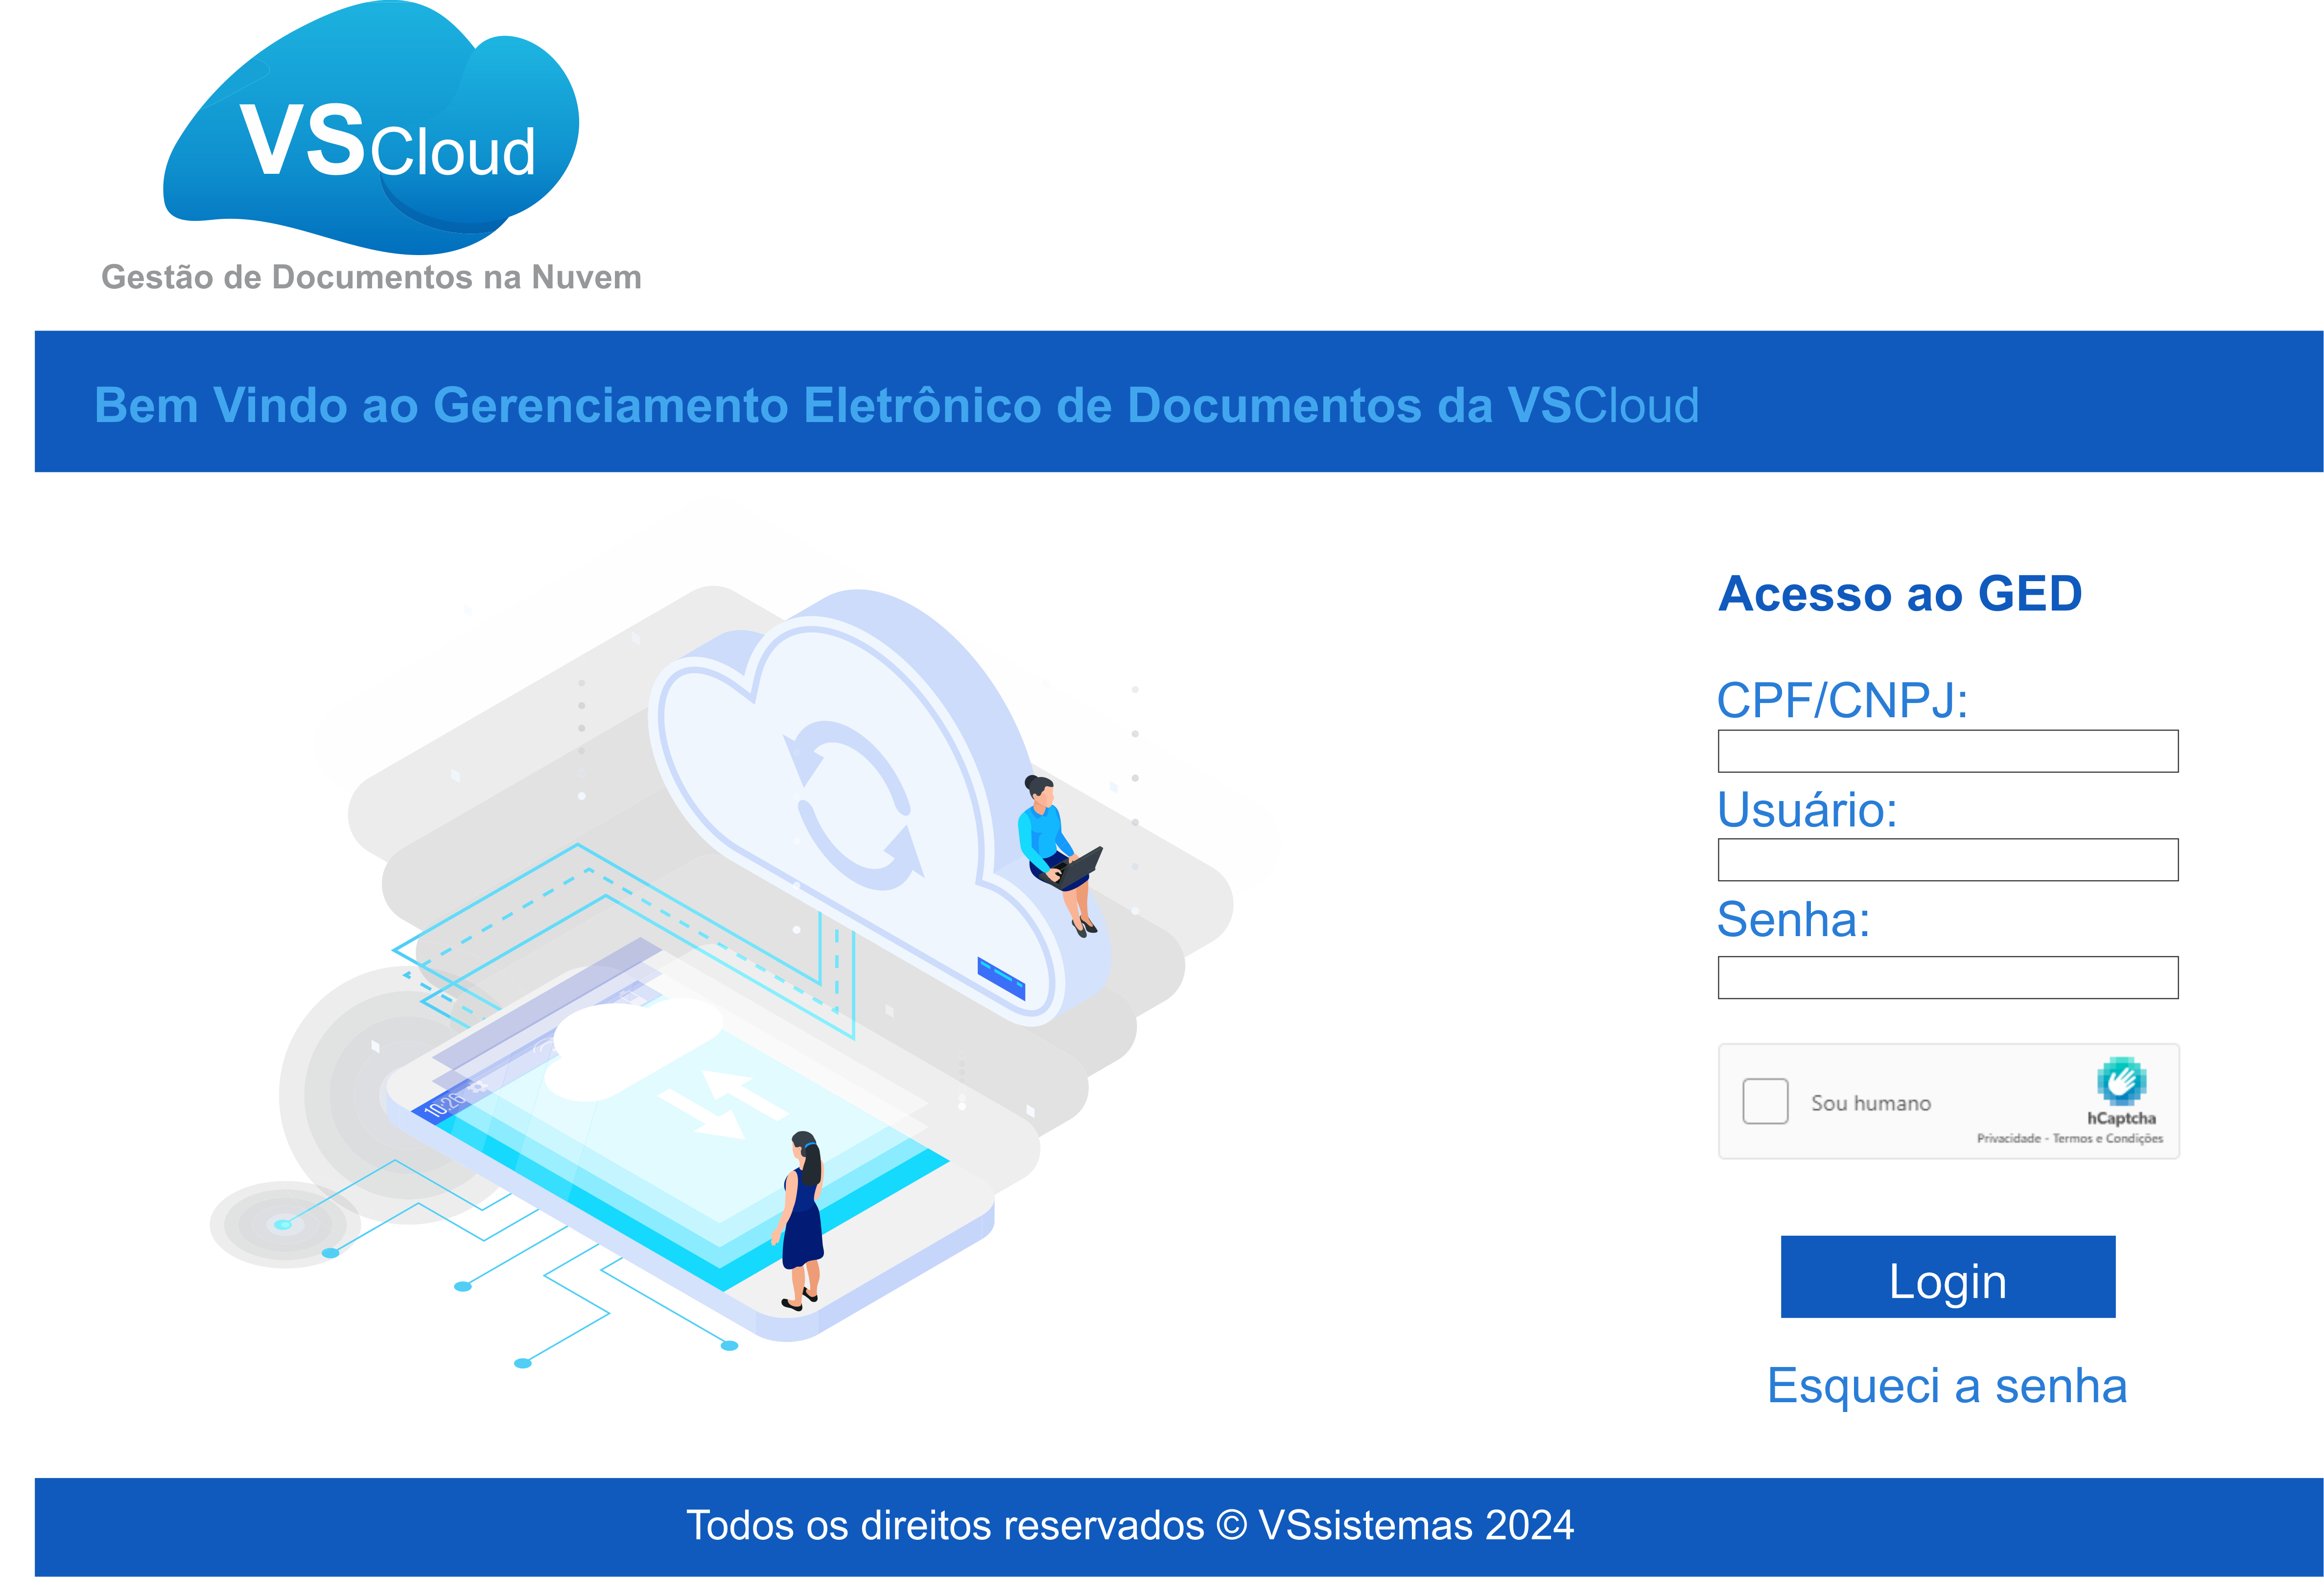 VSCloud
Gestão de Documentos na Nuvem
Bem Vindo ao Gerenciamento Eletrônico de Documentos da VSCloud
Acesso ao GED
CPF/CNPJ:
Usuário:
Senha:
Sou humano
hCaptcha
Privacidade - Termos e Condições
10:26
Login
Esqueci a senha
Todos os direitos reservados © VSsistemas 2024